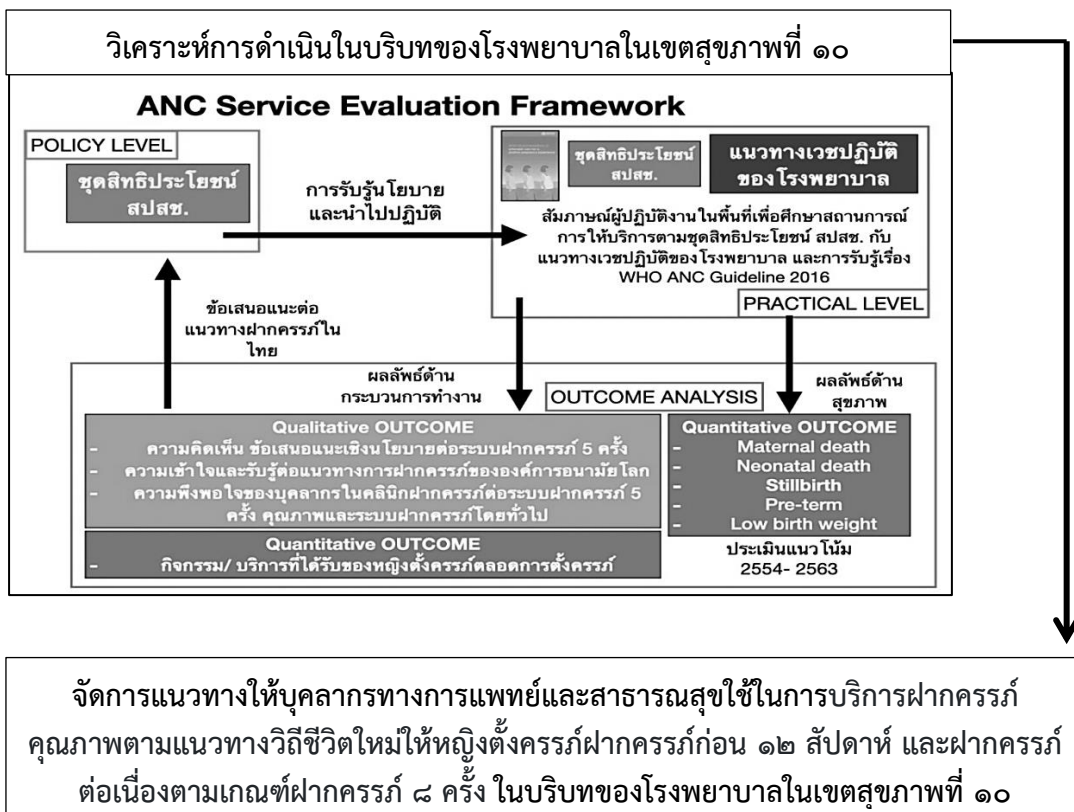 วิเคราะห์การดำเนินในบริบทของโรงพยาบาลในเขตสุขภาพที่ ๑๐
ANC Service Evaluation Framework
POLICY LEVEL
ชุดสิทธิประโยชน์
สปสช.
การรับรู้นโยบาย
และนำไปปฏิบัติ
ชุดสิทธิประโยชน์
สปสช.
แนวทางเวชปฏิบัติ
ของโรงพยาบาล
สัมภาษณ์ผู้ปฏิบัติงานในพื้นที่เพื่อศึกษาสถานการณ์
การให้บริการตามชุดสิทธิประโยชน์ สปสช. กับ
แนวทางเวชปฏิบัติของโรงพยาบาล และการรับรู้เรื่อง
WHO ANC Guideline 2016
PRACTICAL LEVEL
ข้อเสนอแนะต่อ
แนวทางฝากครรภ์ใน
ไทย
ผลลัพธ์ด้าน
กระบวนการทำงาน
OUTCOME ANALYSIS
ผลลัพธ์ด้าน
สุขภาพ
Qualitative OUTCOME
- ความคิดเห็น ข้อเสนอแนะเชิงนโยบายต่อระบบฝากครรภ์ 5 ครั้ง
- ความเข้าใจและรับรู้ต่อแนวทางการฝากครรภ์ขององค์การอนามัยโลก
- ความพึงพอใจของบุคลากรในคลินิกฝากครรภ์ต่อระบบฝากครรภ์ 5
ครั้ง คุณภาพและระบบฝากครรภ์โดยทั่วไป
Quantitative OUTCOME
- กิจกรรม/ บริการที่ได้รับของหญิงตั้งครรภ์ตลอดการตั้งครรภ์
Quantitative OUTCOME
- Maternal death
- Neonatal death
- Stillbirth
- Pre-term
- Low birth weight
ประเมินแนวโน้ม
2554- 2563
จัดการแนวทางให้บุคลากรทางการแพทย์และสาธารณสุขใช้ในการบริการฝากครรภ์
คุณภาพตามแนวทางวิถีชีวิตใหม่ให้หญิงตั้งครรภ์ฝากครรภ์ก่อน ๑๒ สัปดาห์ และฝากครรภ์
ต่อเนื่องตามเกณฑ์ฝากครรภ์ ๘ ครั้ง ในบริบทของโรงพยาบาลในเขตสุขภาพที่ ๑๐